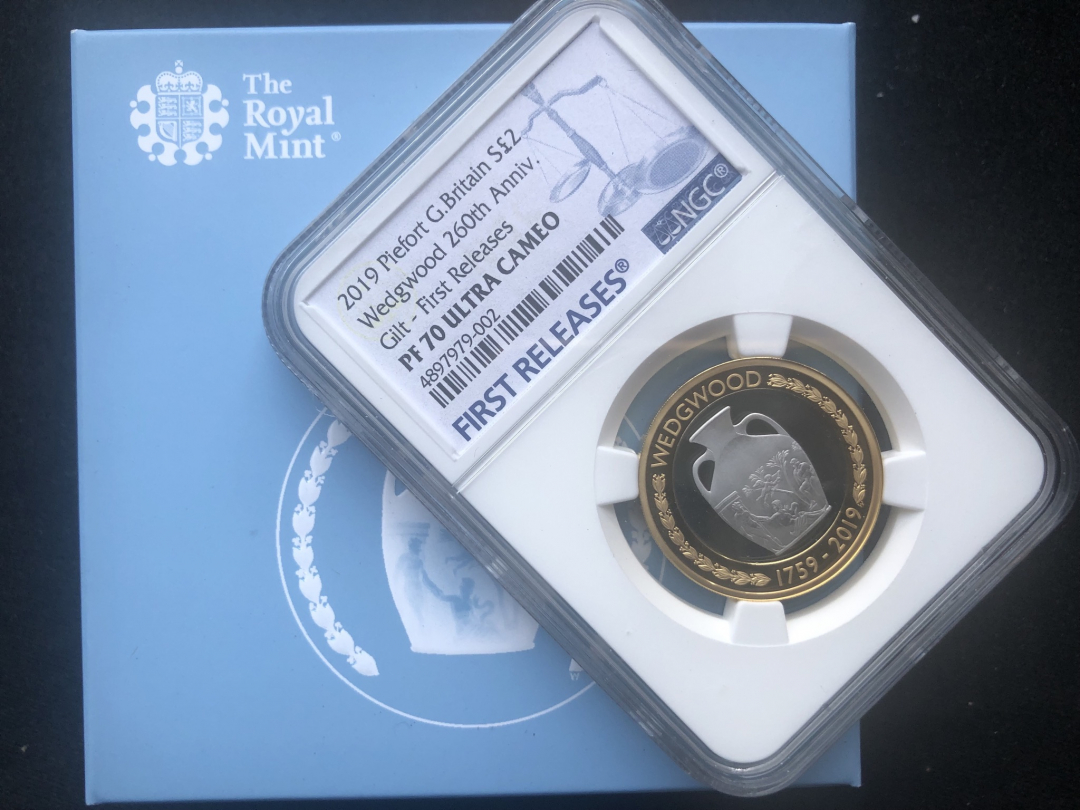 The
Royal
Mint®
2019 Piefort G.Britain S£2
Wedgwood 260th Anniv.
Gilt - First Releases
PF 70 ULTRA CAMEO
4897979-002
NGC®
FIRST RELEASES®
WEDGWOOD
1759 - 2019